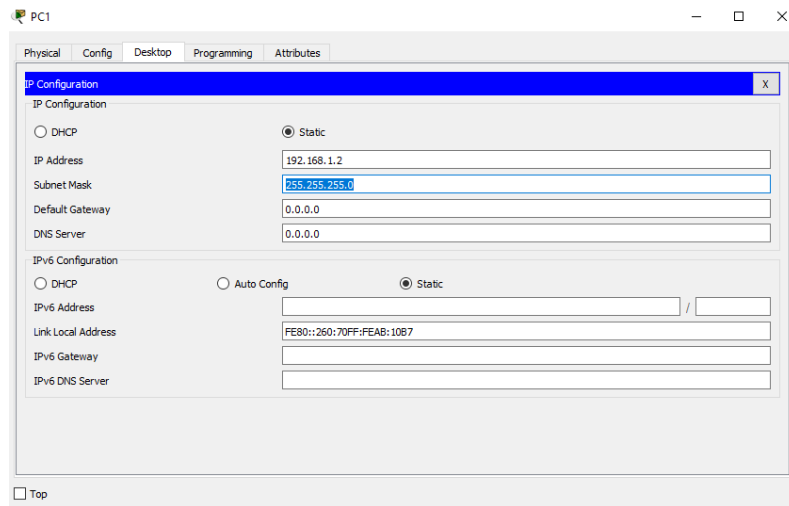 PC1
Physical Config Desktop Programming Attributes
IP Configuration X
IP Configuration
DHCP Static
IP Address 192.168.1.2
Subnet Mask 255.255.255.0
Default Gateway 0.0.0.0
DNS Server 0.0.0.0
IPv6 Configuration
DHCP Auto Config Static
IPv6 Address /
Link Local Address FE80::260:70FF:FEAB:10B7
IPv6 Gateway
IPv6 DNS Server
Top